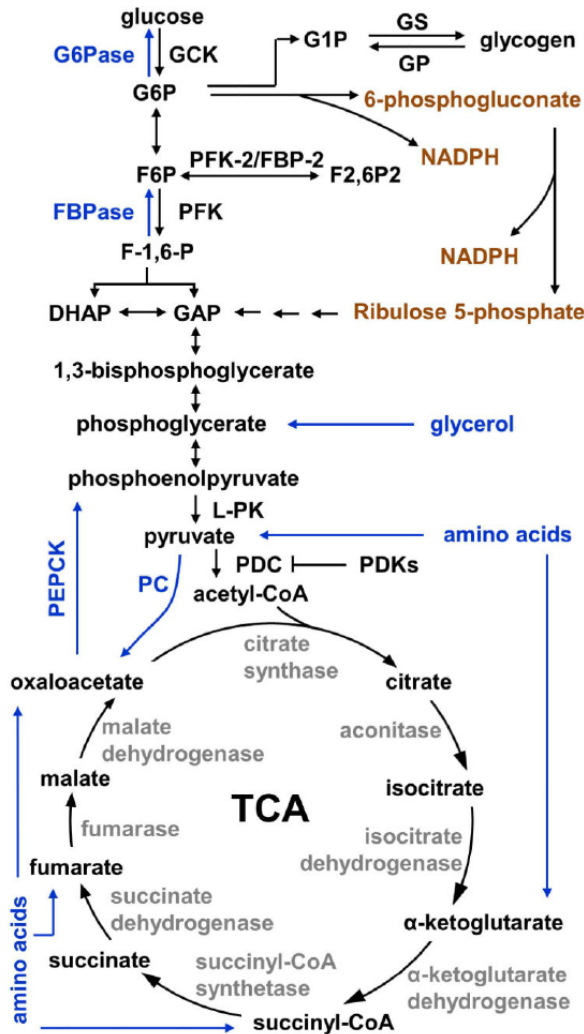 glucose
G6Pase
GCK
G6P
G1P
GS
GP
glycogen
6-phosphogluconate
NADPH
F6P
PFK-2/FBP-2
F2,6P2
FBPase
PFK
F-1,6-P
NADPH
DHAP
GAP
Ribulose 5-phosphate
1,3-bisphosphoglycerate
phosphoglycerate
glycerol
phosphoenolpyruvate
L-PK
pyruvate
amino acids
PEPCK
PC
PDC
PDKs
acetyl-CoA
citrate
synthase
oxaloacetate
citrate
malate
dehydrogenase
aconitase
malate
isocitrate
TCA
fumarase
isocitrate
dehydrogenase
fumarate
amino acids
succinate
dehydrogenase
α-ketoglutarate
succinate
succinyl-CoA
synthetase
α-ketoglutarate
dehydrogenase
succinyl-CoA